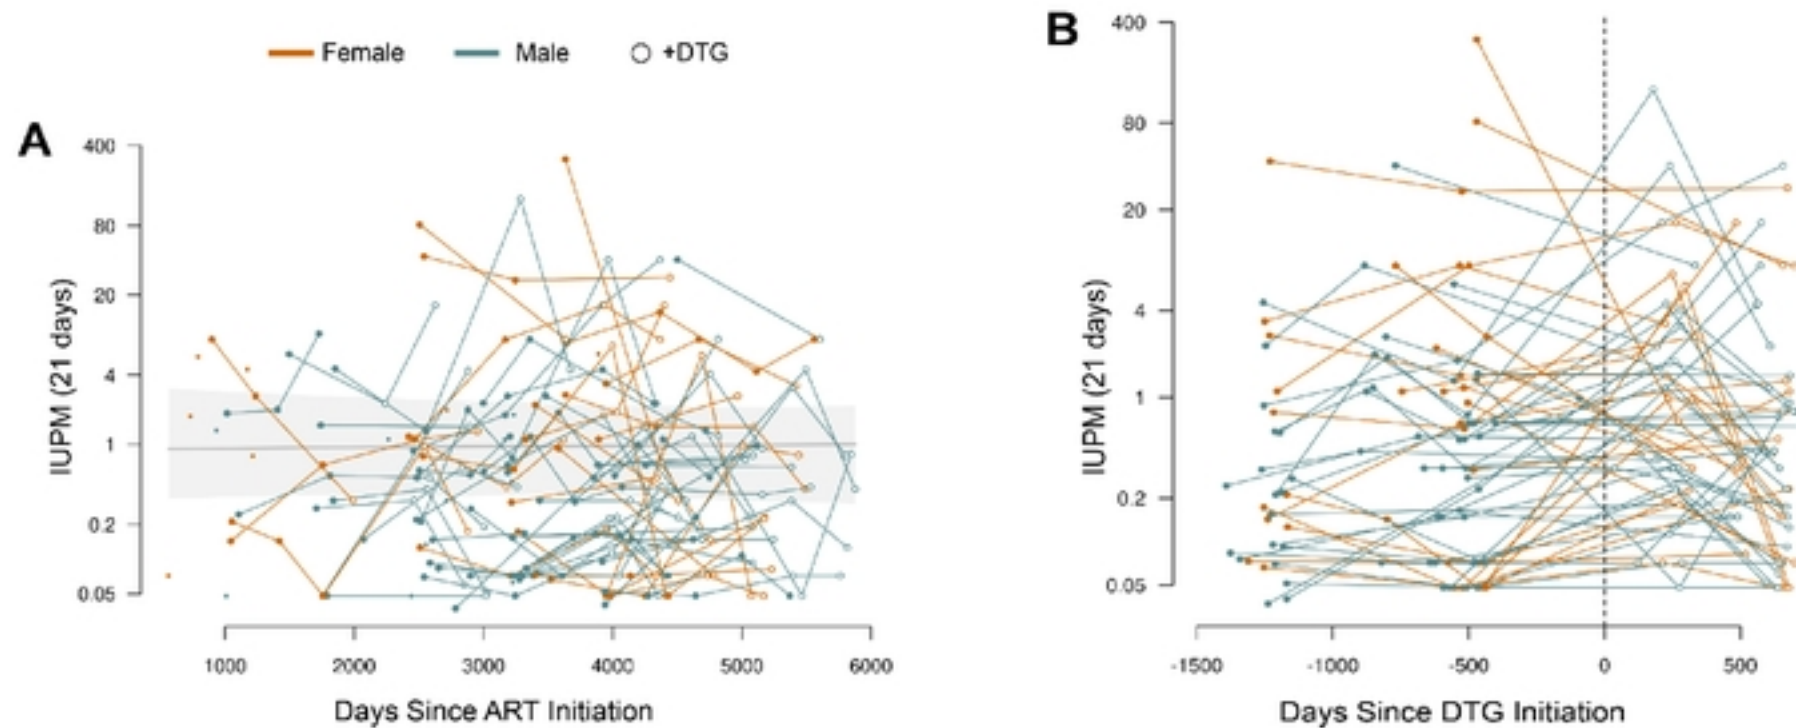 Female Male +DTG
A
400
80
20
4
1
0.2
0.05
IUPM (21 days)
1000 2000 3000 4000 5000 6000
Days Since ART Initiation
B
400
80
20
4
1
0.2
0.05
IUPM (21 days)
-1500 -1000 -500 0 500
Days Since DTG Initiation